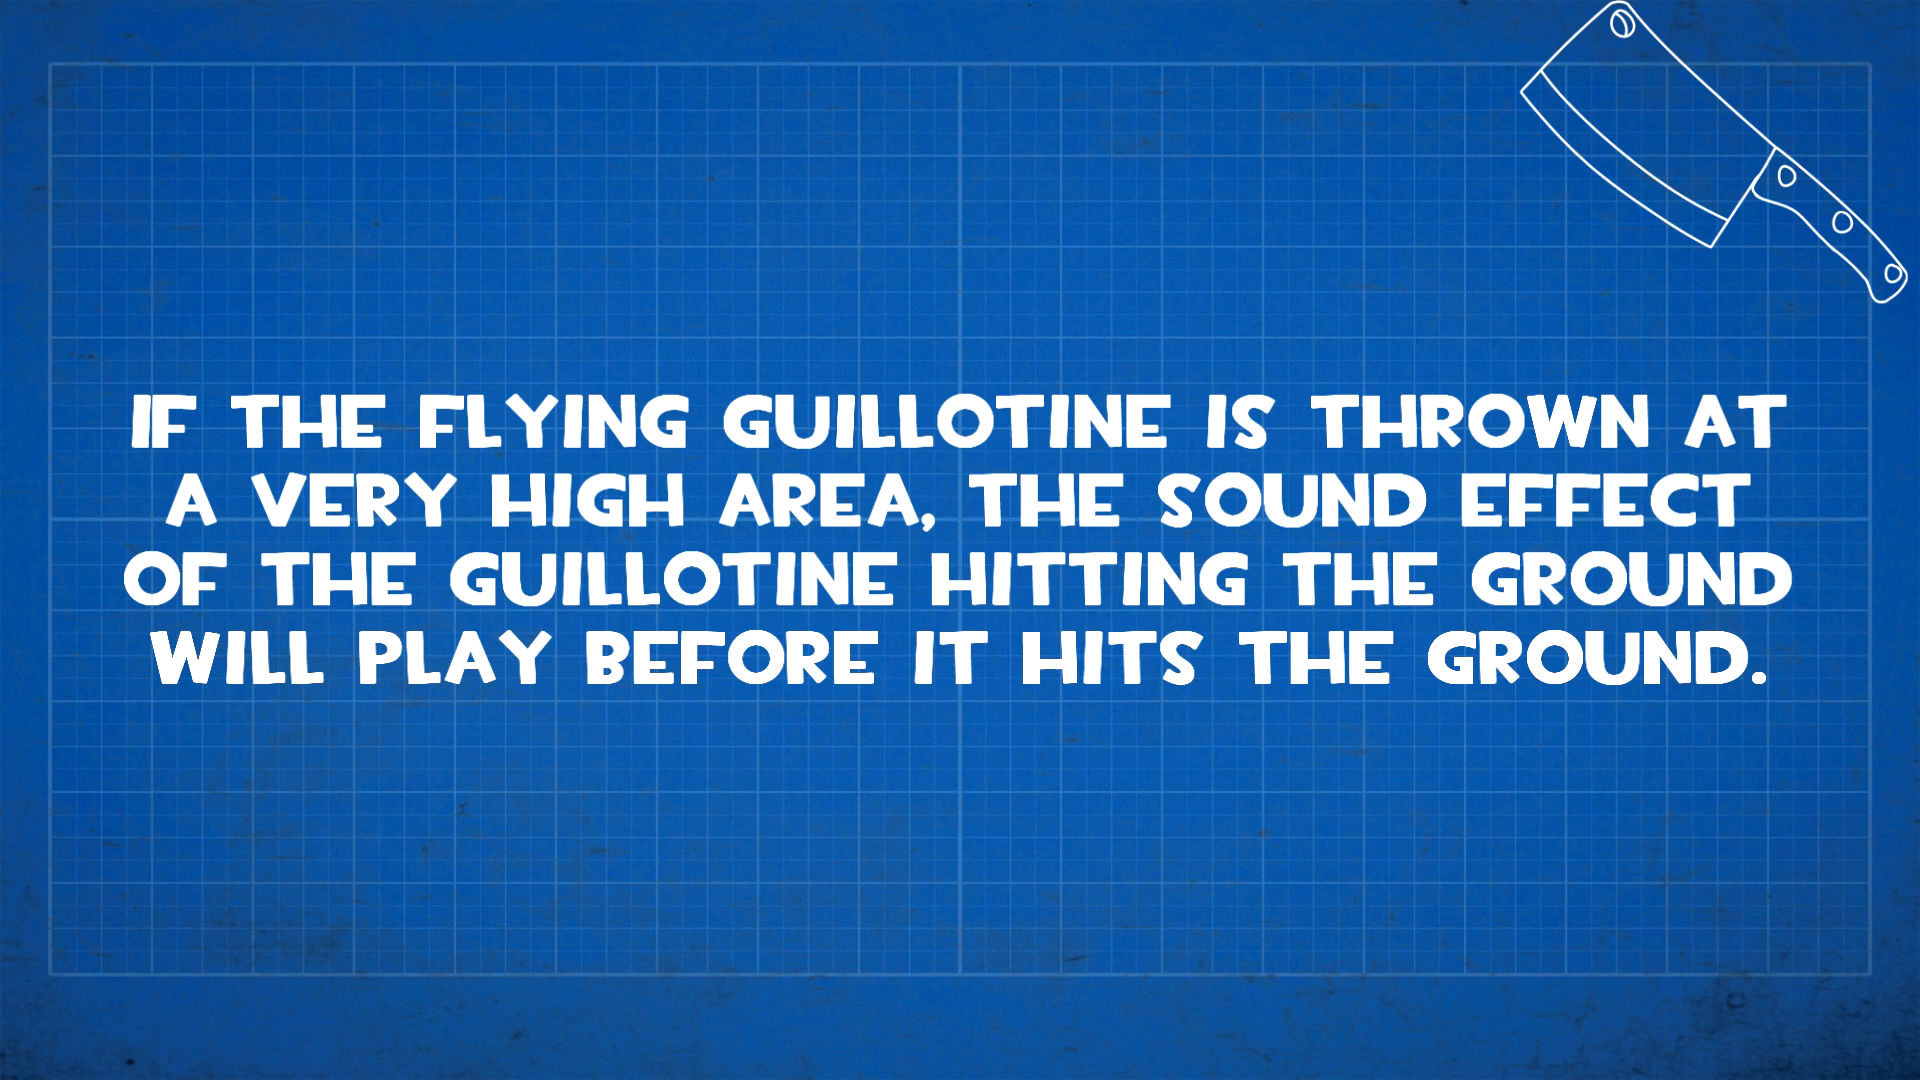 IF THE FLYING GUILLOTINE IS THROWN AT
A VERY HIGH AREA, THE SOUND EFFECT
OF THE GUILLOTINE HITTING THE GROUND
WILL PLAY BEFORE IT HITS THE GROUND.